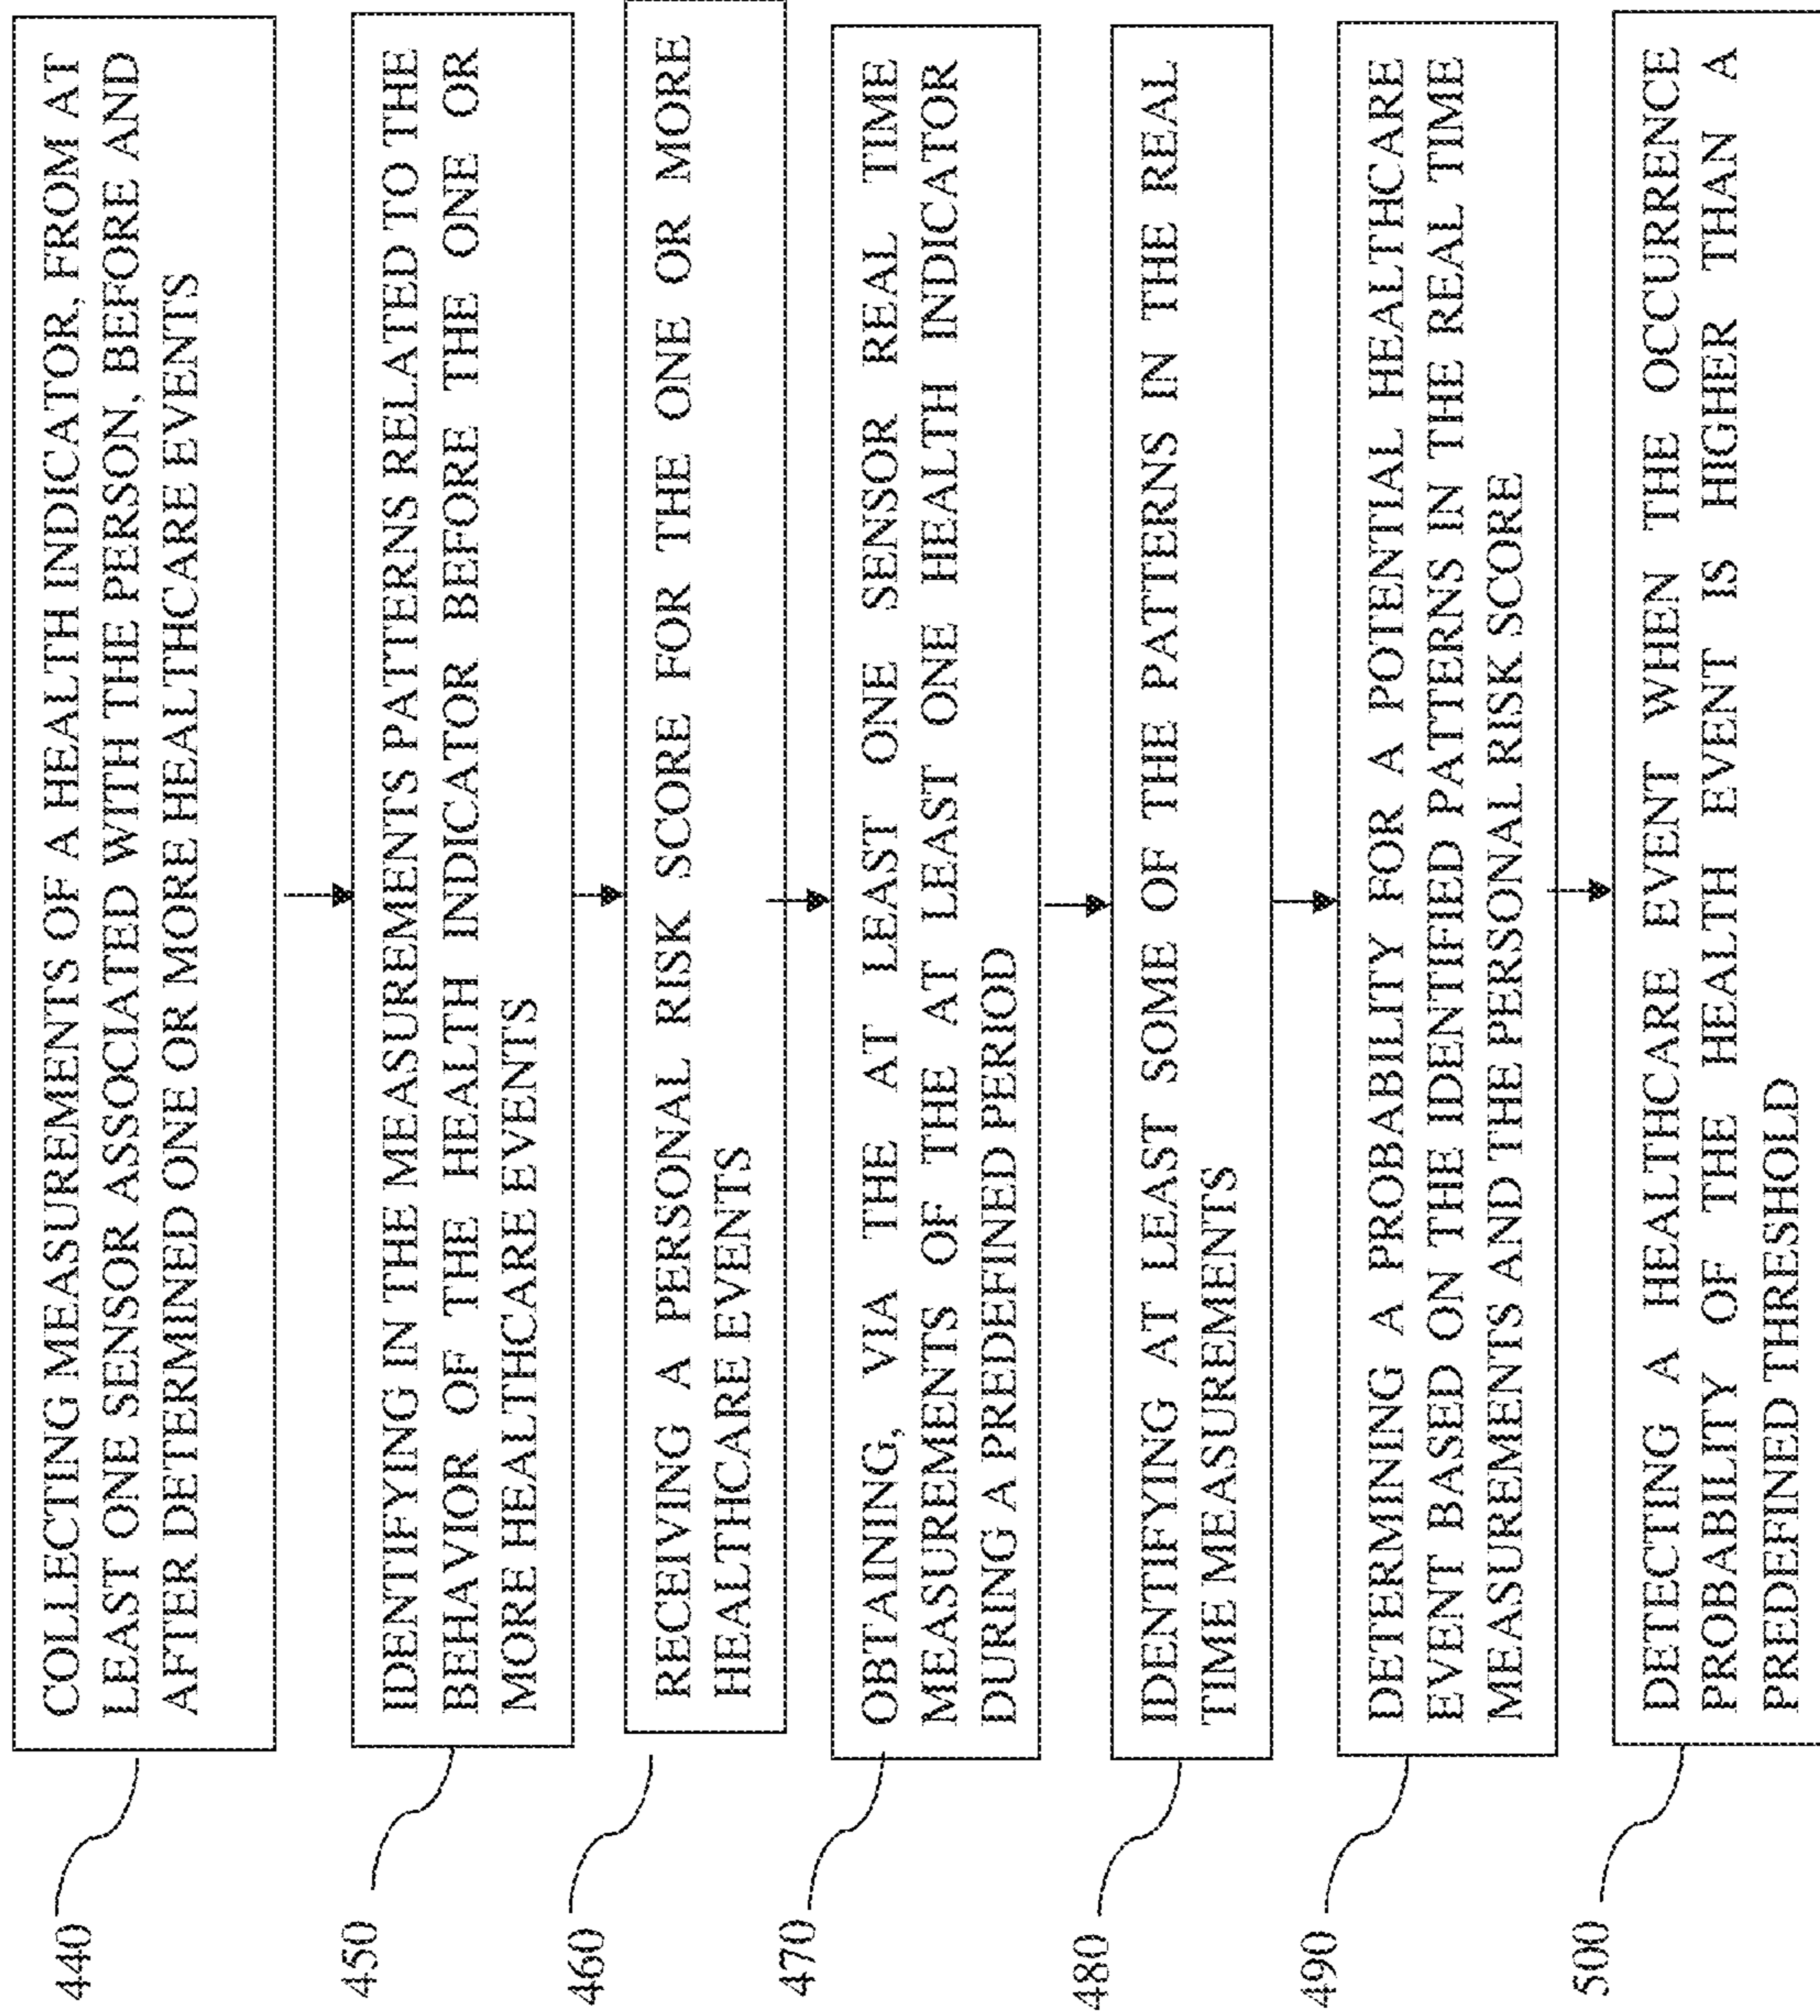 440
COLLECTING MEASUREMENTS OF A HEALTH INDICATOR, FROM AT
LEAST ONE SENSOR ASSOCIATED WITH THE PERSON, BEFORE AND
AFTER DETERMINED ONE OR MORE HEALTHCARE EVENTS
450
IDENTIFYING IN THE MEASUREMENTS PATTERNS RELATED TO THE
BEHAVIOR OF THE HEALTH INDICATOR BEFORE THE ONE OR
MORE HEALTHCARE EVENTS
460
RECEIVING A PERSONAL RISK SCORE FOR THE ONE OR MORE
HEALTHCARE EVENTS
470
OBTAINING, VIA THE AT LEAST ONE SENSOR REAL TIME
MEASUREMENTS OF THE AT LEAST ONE HEALTH INDICATOR
DURING A PREDEFINED PERIOD
480
IDENTIFYING AT LEAST SOME OF THE PATTERNS IN THE REAL
TIME MEASUREMENTS
490
DETERMINING A PROBABILITY FOR A POTENTIAL HEALTHCARE
EVENT BASED ON THE IDENTIFIED PATTERNS IN THE REAL TIME
MEASUREMENTS AND THE PERSONAL RISK SCORE
500
DETECTING A HEALTHCARE EVENT WHEN THE OCCURRENCE
PROBABILITY OF THE HEALTH EVENT IS HIGHER THAN A
PREDEFINED THRESHOLD